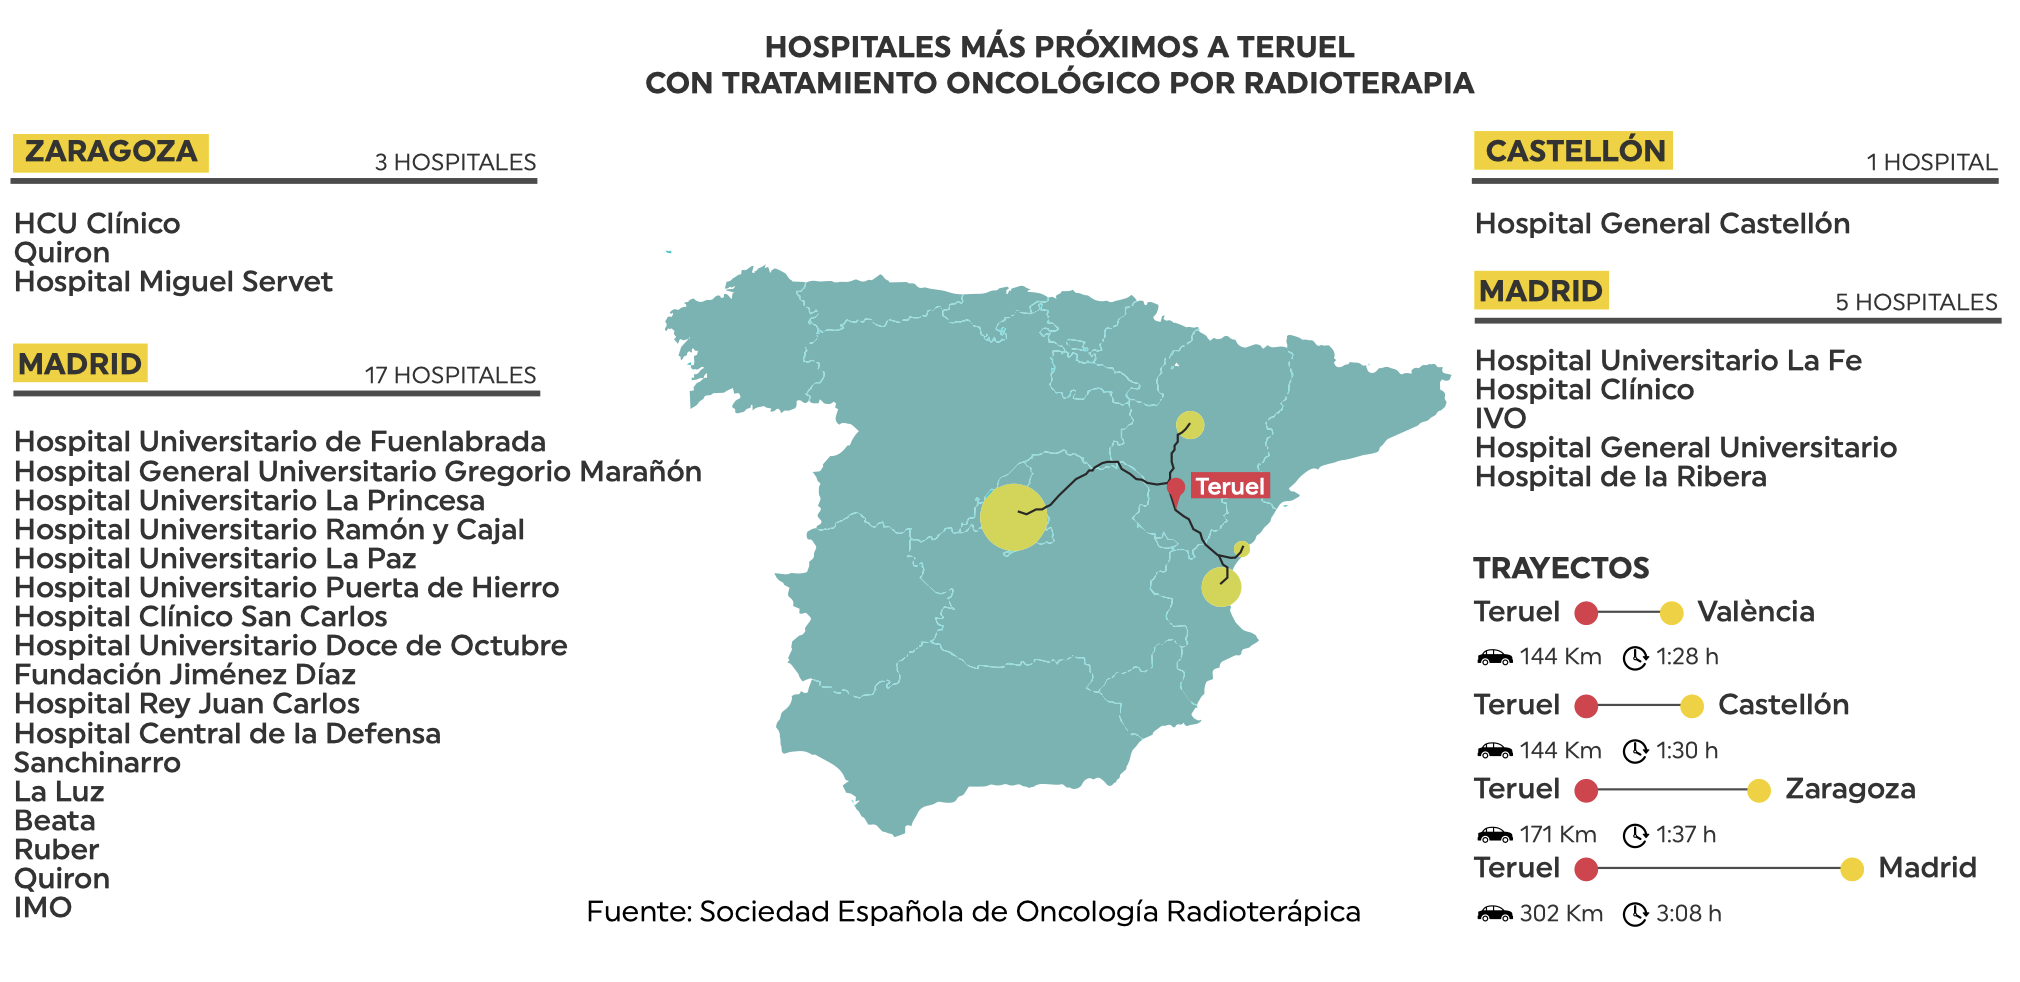 HOSPITALES MÁS PRÓXIMOS A TERUEL
CON TRATAMIENTO ONCOLÓGICO POR RADIOTERAPIA
ZARAGOZA
3 HOSPITALES
HCU Clínico
Quiron
Hospital Miguel Servet
MADRID
17 HOSPITALES
Hospital Universitario de Fuenlabrada
Hospital General Universitario Gregorio Marañón
Hospital Universitario La Princesa
Hospital Universitario Ramón y Cajal
Hospital Universitario La Paz
Hospital Universitario Puerta de Hierro
Hospital Clínico San Carlos
Hospital Universitario Doce de Octubre
Fundación Jiménez Díaz
Hospital Rey Juan Carlos
Hospital Central de la Defensa
Sanchinarro
La Luz
Beata
Ruber
Quiron
IMO
Teruel
CASTELLÓN
1 HOSPITAL
Hospital General Castellón
MADRID
5 HOSPITALES
Hospital Universitario La Fe
Hospital Clínico
IVO
Hospital General Universitario
Hospital de la Ribera
TRAYECTOS
Teruel València
144 Km 1:28 h
Teruel Castellón
144 Km 1:30 h
Teruel Zaragoza
171 Km 1:37 h
Teruel Madrid
302 Km 3:08 h
Fuente: Sociedad Española de Oncología Radioterápica